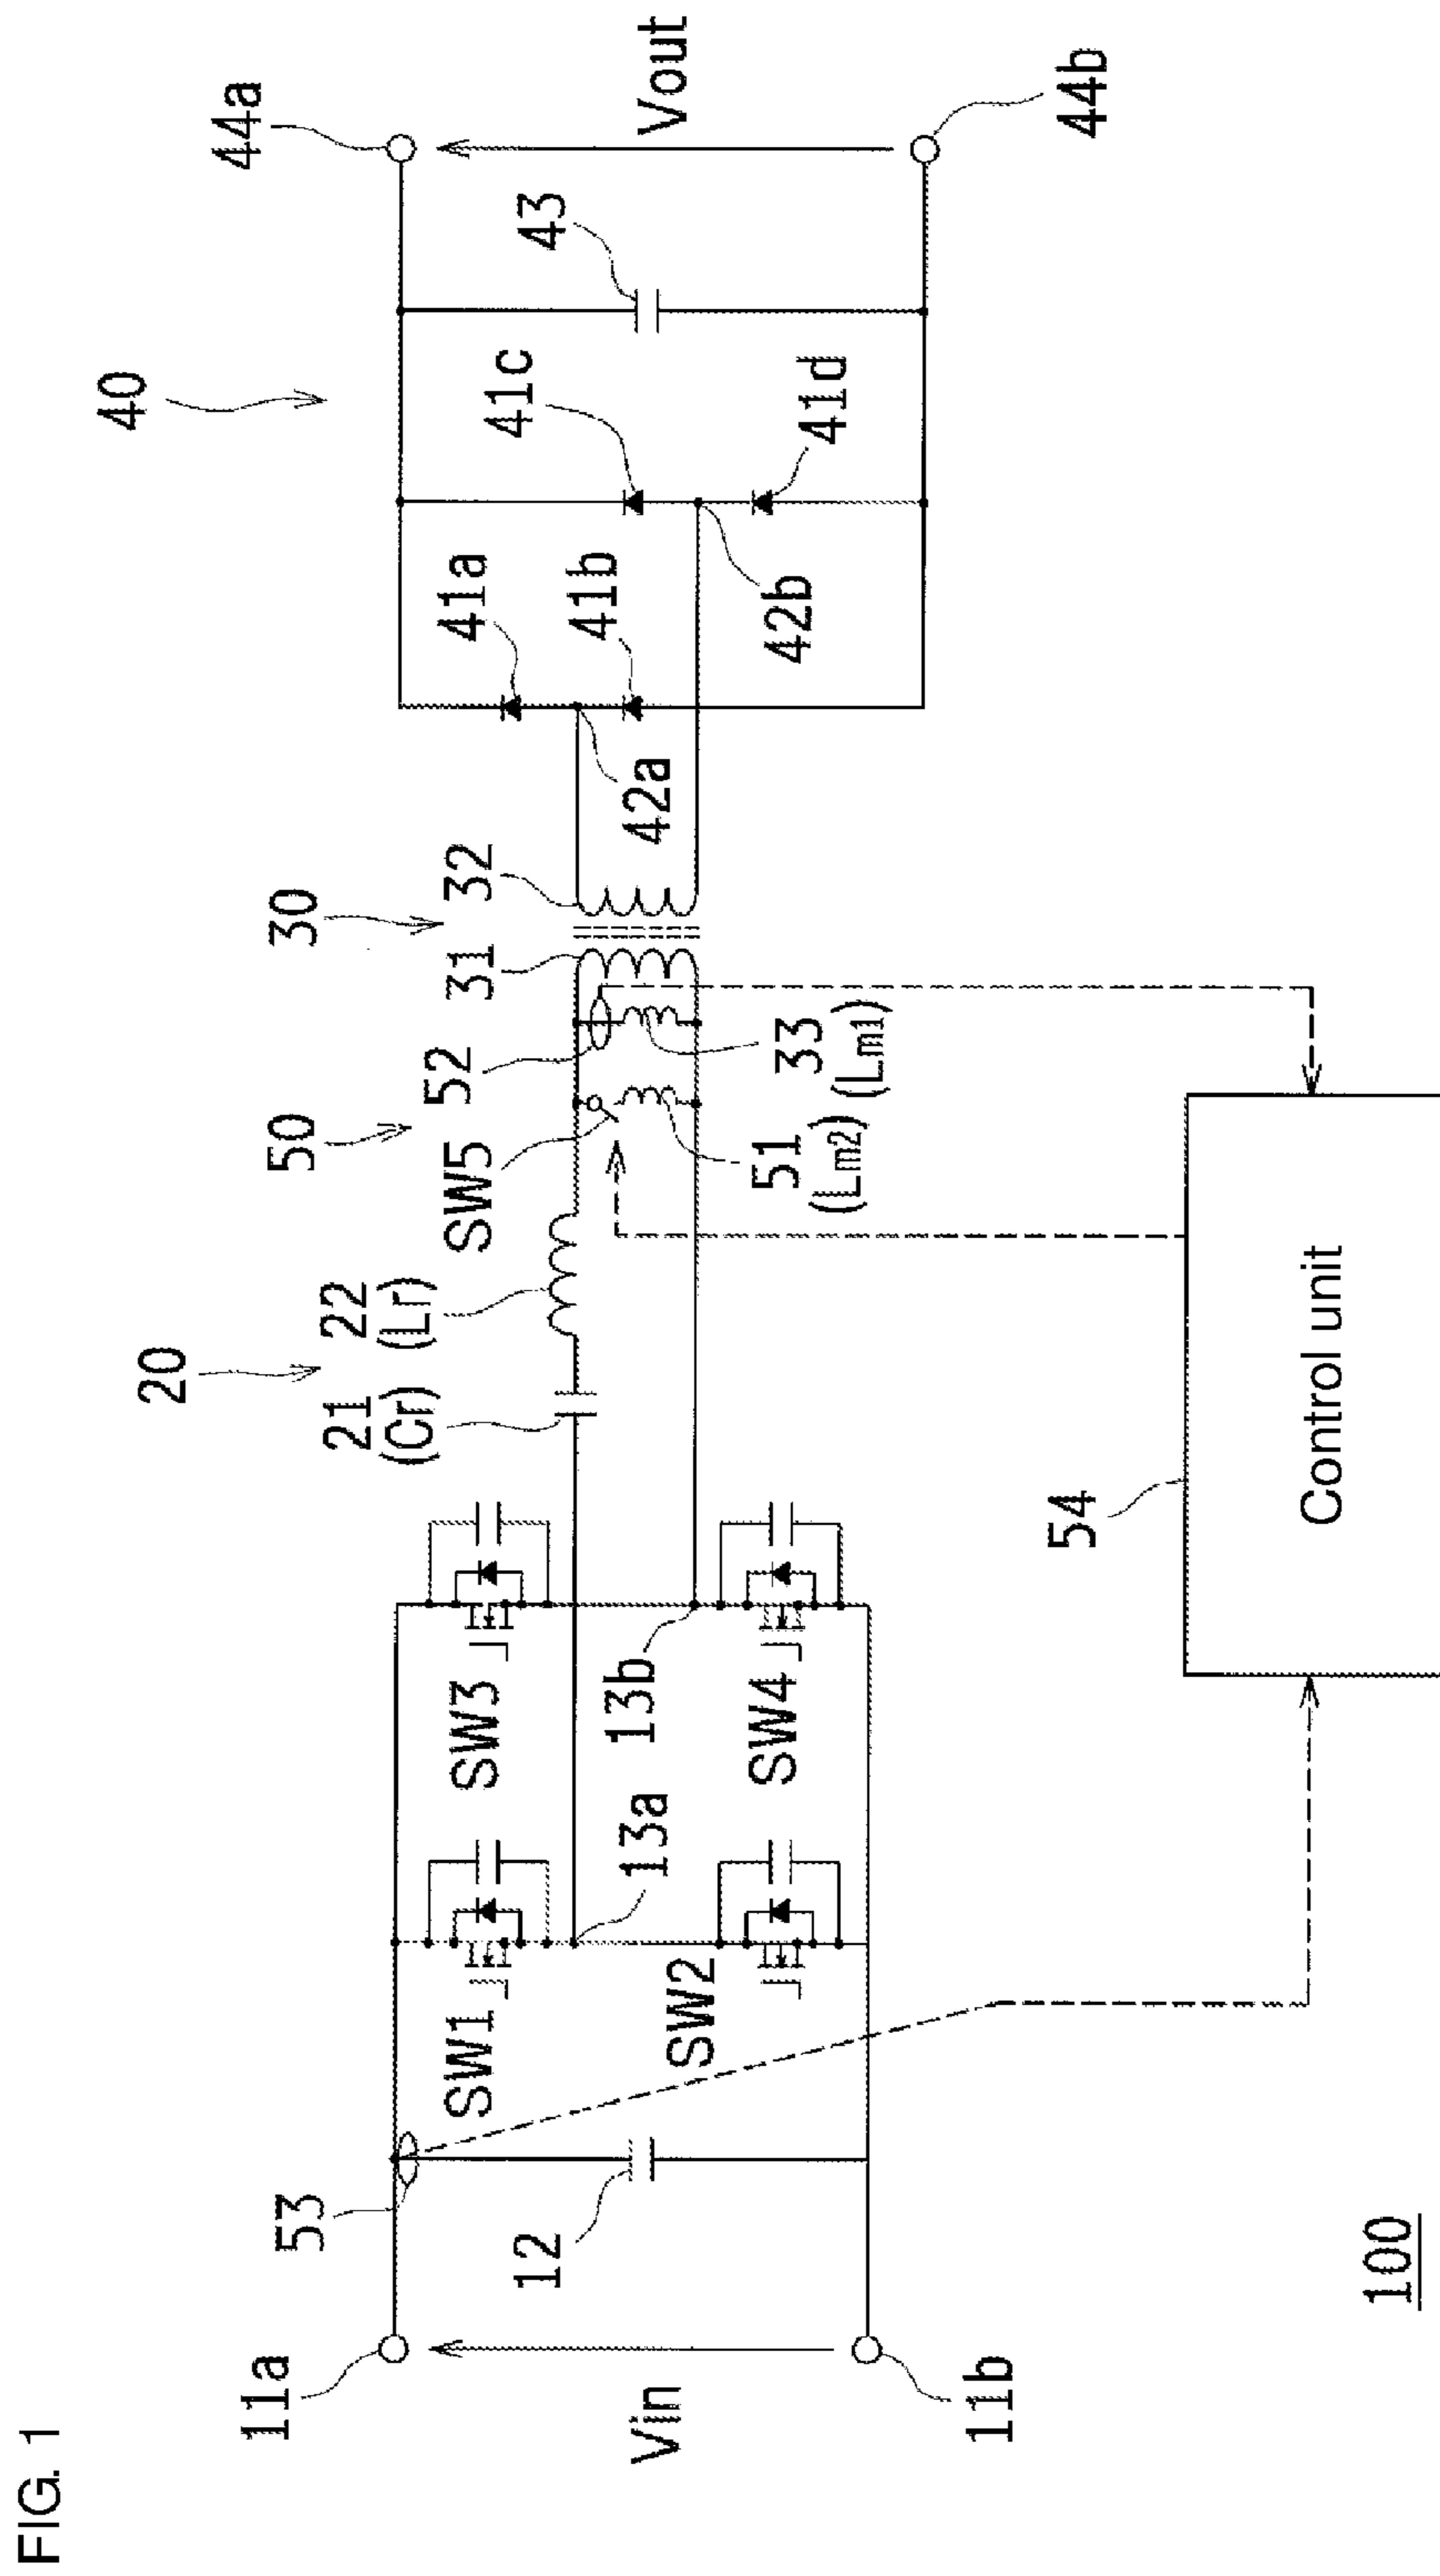 FIG. 1
11a
11b
Vin
53
12
SW1
SW2
SW3
SW4
13a
13b
20
21
(Cr)
22
(Lr)
50
SW5
52
51
(Lm2)
33
(Lm1)
30
31
32
42a
42b
41a
41b
41c
41d
40
43
44a
44b
Vout
54
Control unit
100